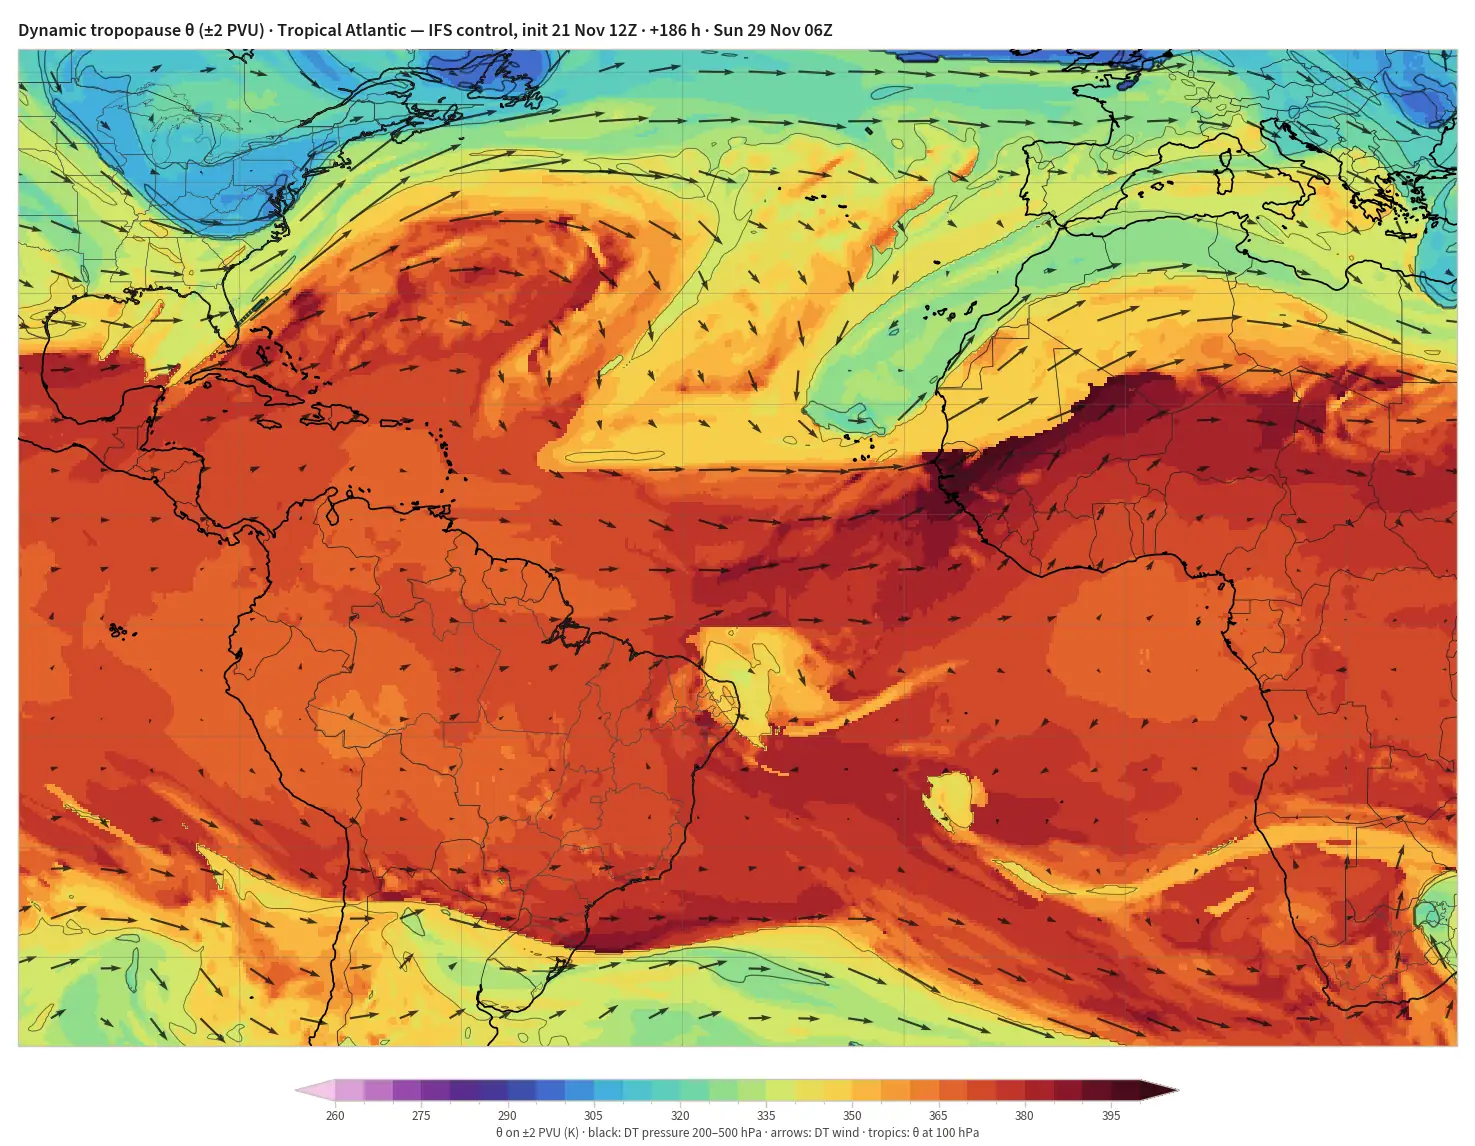 Dynamic tropopause θ (±2 PVU) · Tropical Atlantic — IFS control, init 21 Nov 12Z · +186 h · Sun 29 Nov 06Z
260 275 290 305 320 335 350 365 380 395
θ on ±2 PVU (K) · black: DT pressure 200–500 hPa · arrows: DT wind · tropics: θ at 100 hPa